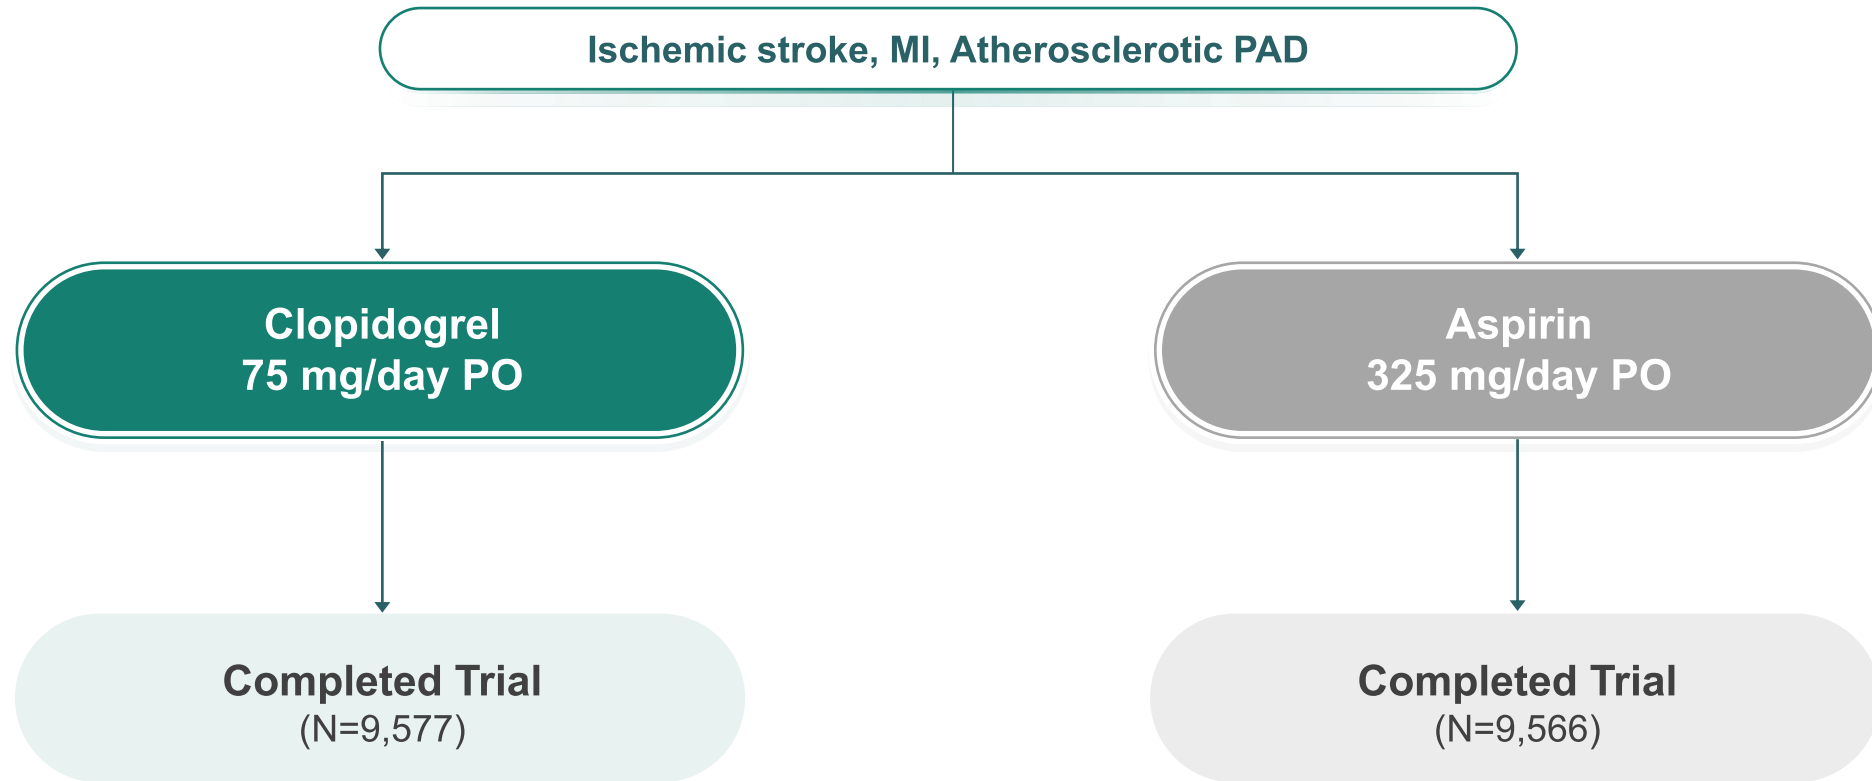 Ischemic stroke, MI, Atherosclerotic PAD
Clopidogrel
75 mg/day PO
Aspirin
325 mg/day PO
Completed Trial
(N=9,577)
Completed Trial
(N=9,566)